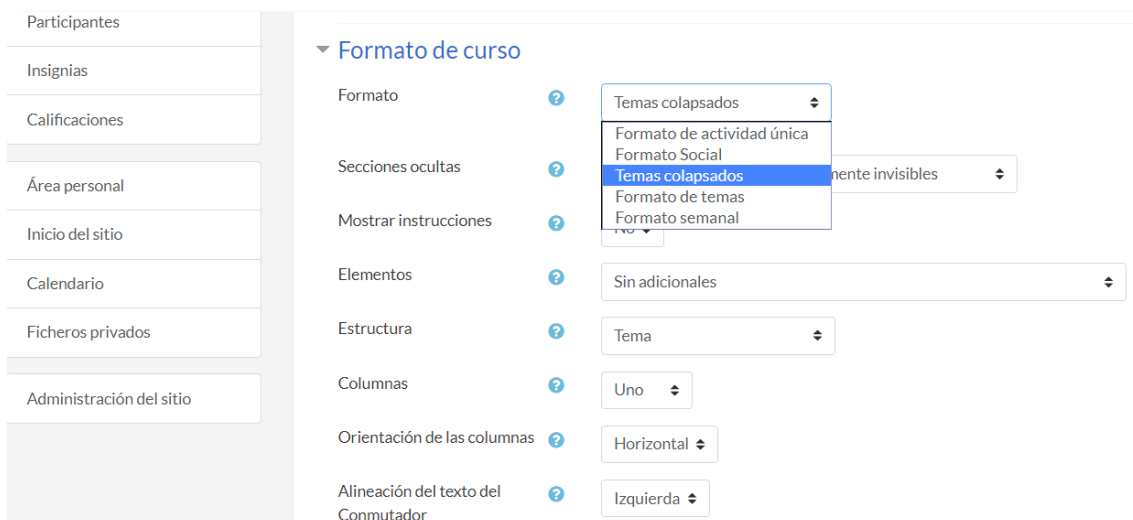 Participantes
Insignias
Calificaciones
Área personal
Inicio del sitio
Calendario
Ficheros privados
Administración del sitio
Formato de curso
Formato
Temas colapsados
Formato de actividad única
Formato Social
Temas colapsados
Formato de temas
Formato semanal
Secciones ocultas
mente invisibles
Mostrar instrucciones
No
Elementos
Sin adicionales
Estructura
Tema
Columnas
Uno
Orientación de las columnas
Horizontal
Alineación del texto del
Conmutador
Izquierda